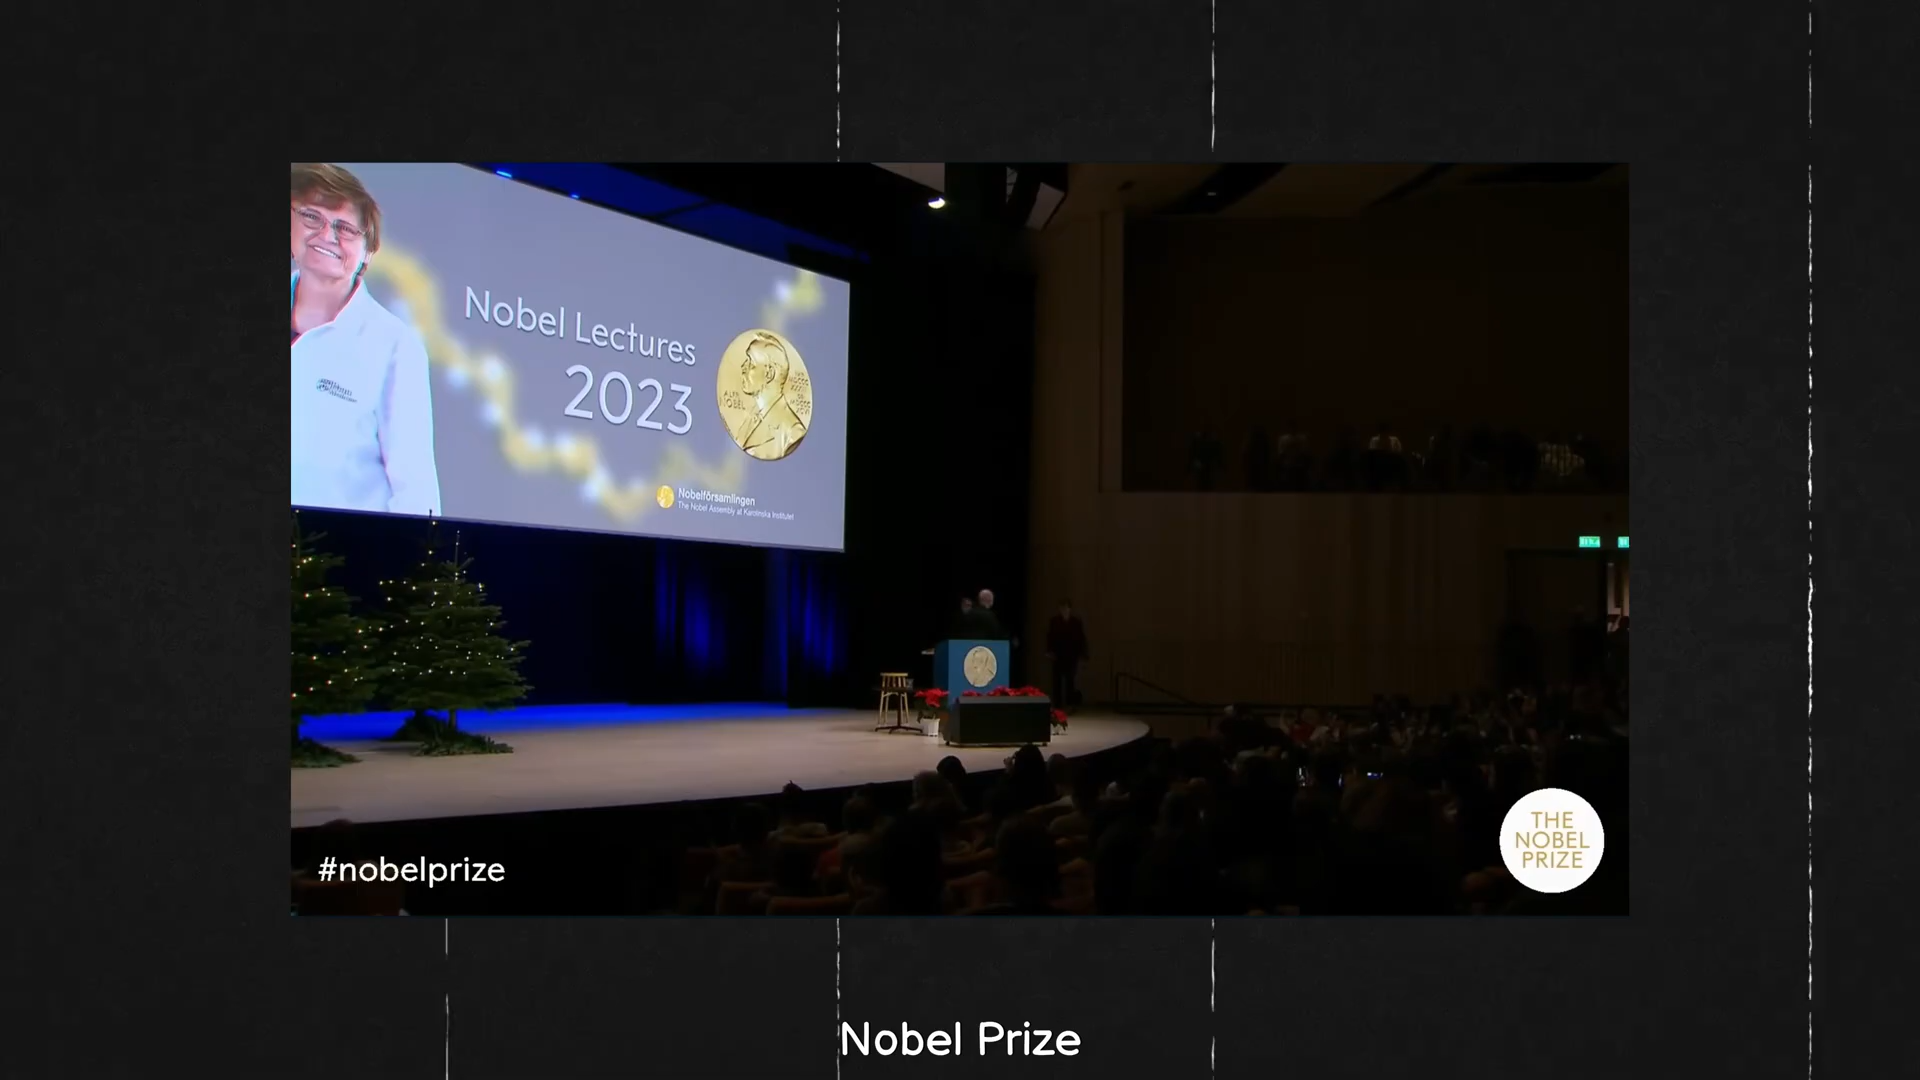 Nobel Lectures
2023
Nobelförsamlingen
The Nobel Assembly at Karolinska Institutet
#nobelprize
THE
NOBEL
PRIZE
Nobel Prize